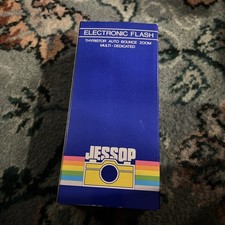 ELECTRONIC FLASH
THYRISTOR AUTO BOUNCE ZOOM
MULTI-DEDICATED
JESSOP